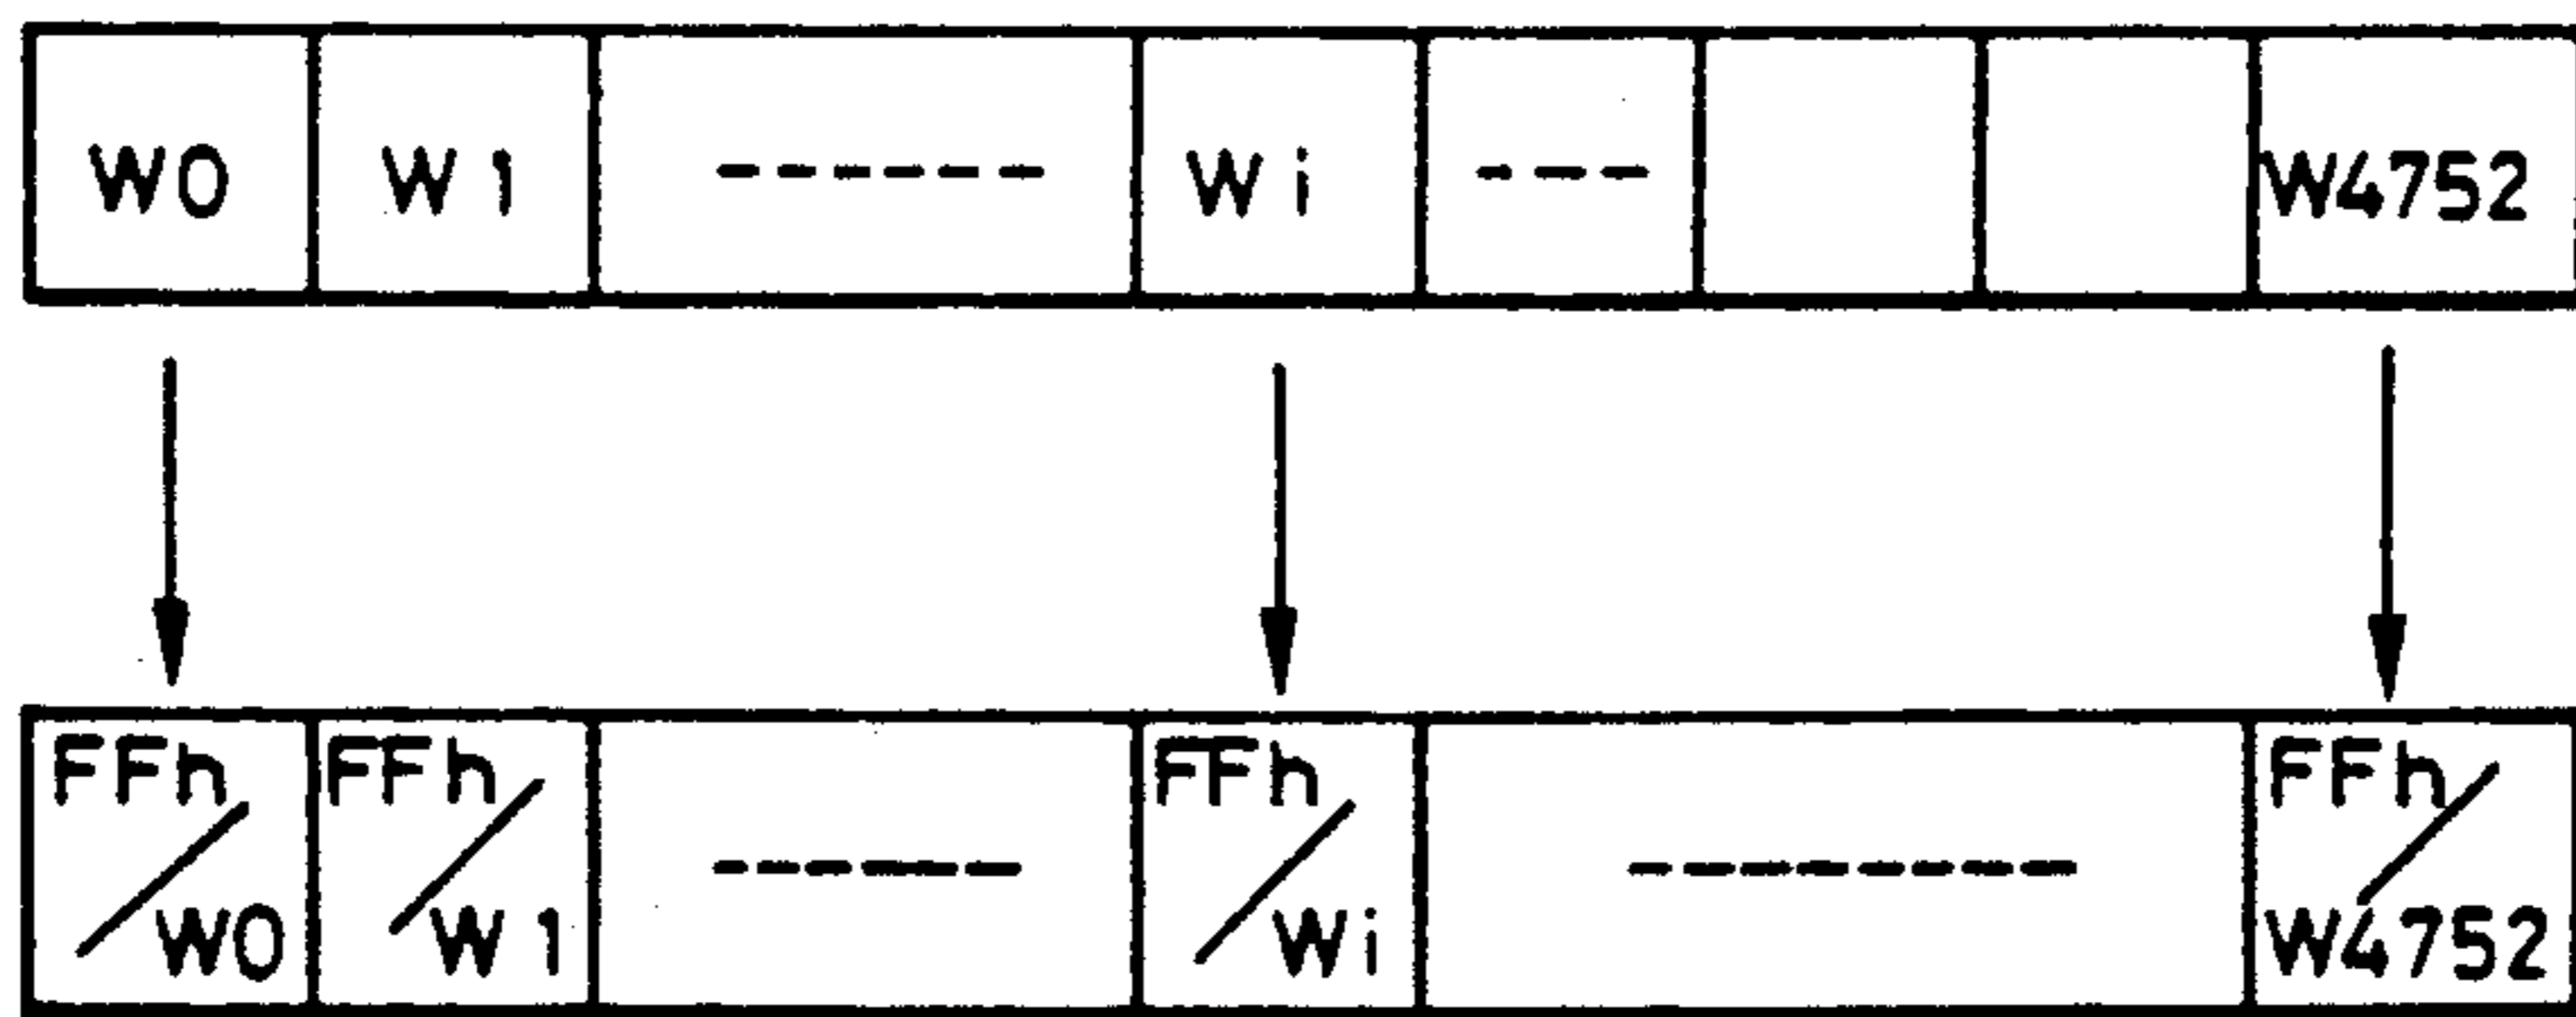 W0 W1 ------ Wi --- W4752
FFh/W0 FFh/W1 ------ FFh/Wi -------- FFh/W4752